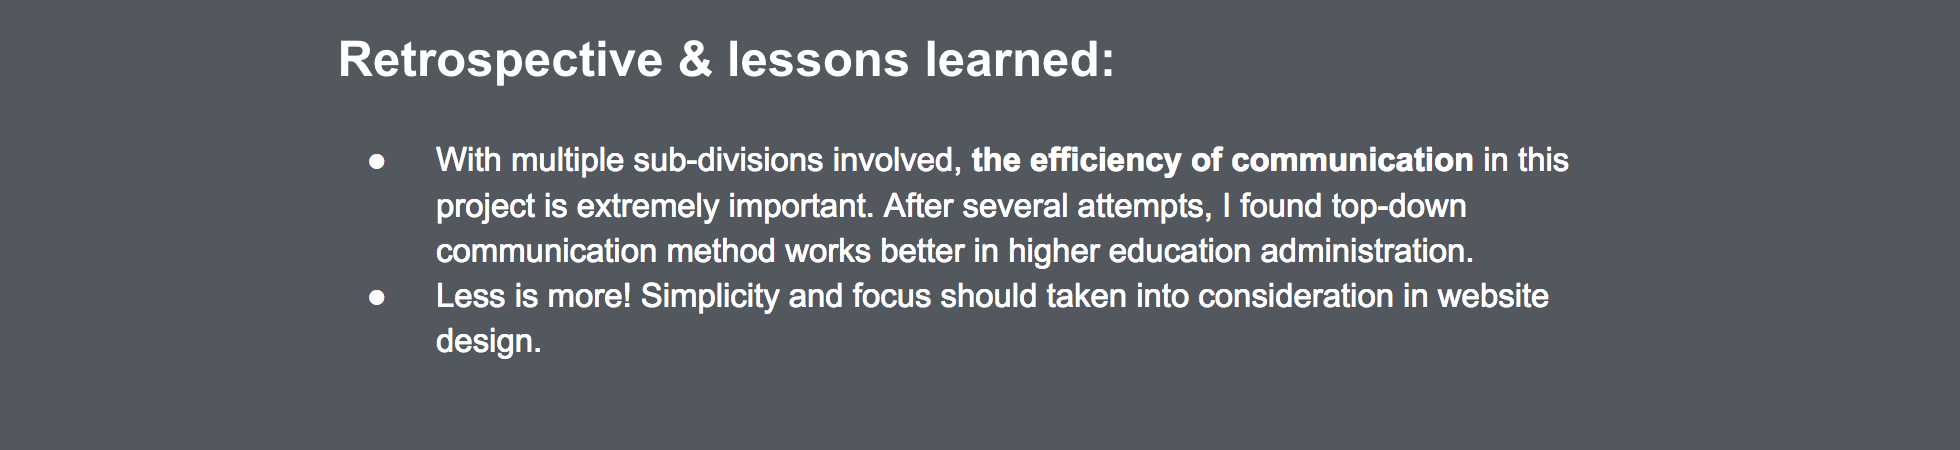 Retrospective & lessons learned:
● With multiple sub-divisions involved, the efficiency of communication in this
project is extremely important. After several attempts, I found top-down
communication method works better in higher education administration.
● Less is more! Simplicity and focus should taken into consideration in website
design.